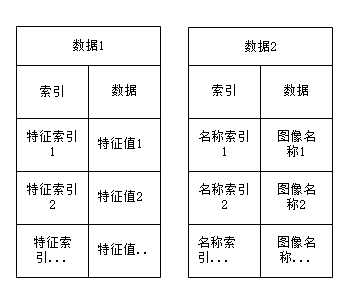 数据1
索引
数据
特征索引
1
特征值1
特征索引
2
特征值2
特征索
引...
特征值..
数据2
索引
数据
名称索引
1
图像名
称1
名称索引
2
图像名
称2
名称索
引...
图像名
称...